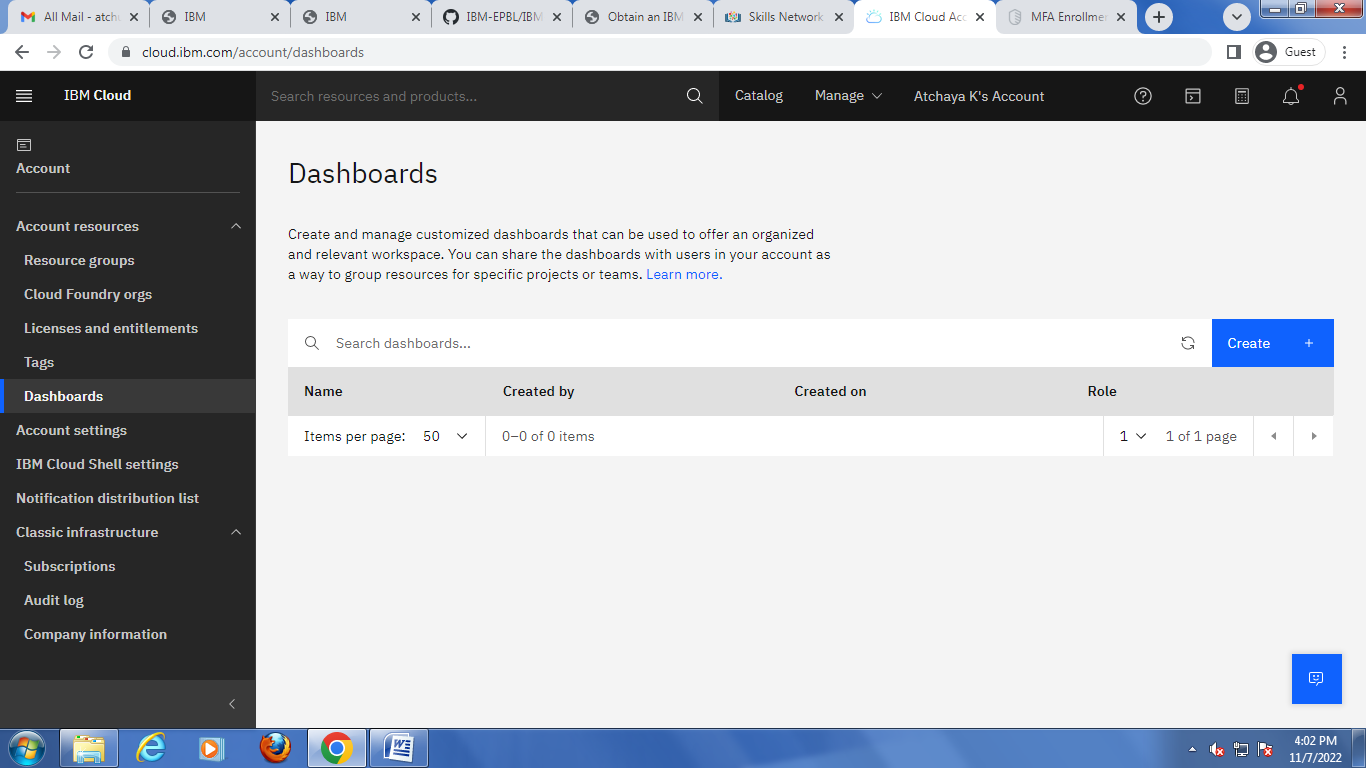 All Mail - atchu
IBM
IBM
IBM-EPBL/IBM
Obtain an IBM
Skills Network
IBM Cloud Acc
MFA Enrollme
cloud.ibm.com/account/dashboards
Guest
IBM Cloud
Search resources and products...
Catalog
Manage
Atchaya K's Account
Account
Account resources
Resource groups
Cloud Foundry orgs
Licenses and entitlements
Tags
Dashboards
Account settings
IBM Cloud Shell settings
Notification distribution list
Classic infrastructure
Subscriptions
Audit log
Company information
Dashboards
Create and manage customized dashboards that can be used to offer an organized
and relevant workspace. You can share the dashboards with users in your account as
a way to group resources for specific projects or teams. Learn more.
Search dashboards...
Create +
Name Created by Created on Role
Items per page: 50 0–0 of 0 items 1 1 of 1 page
4:02 PM
11/7/2022